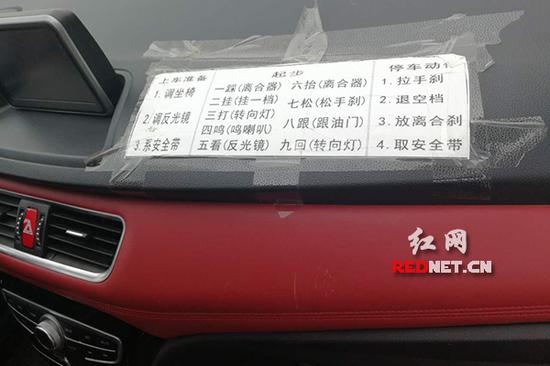 上车准备 起步 停车动作
1. 调坐椅 一踩(离合器) 六抬(离合器) 1. 拉手刹
2. 调反光镜 二挂(挂一档) 七松(松手刹) 2. 退空档
3. 系安全带 三打(转向灯) 八跟(跟油门) 3. 放离合刹
四鸣(鸣喇叭) 九回(转向灯) 4. 取安全带
五看(反光镜)
红网
REDNET.CN